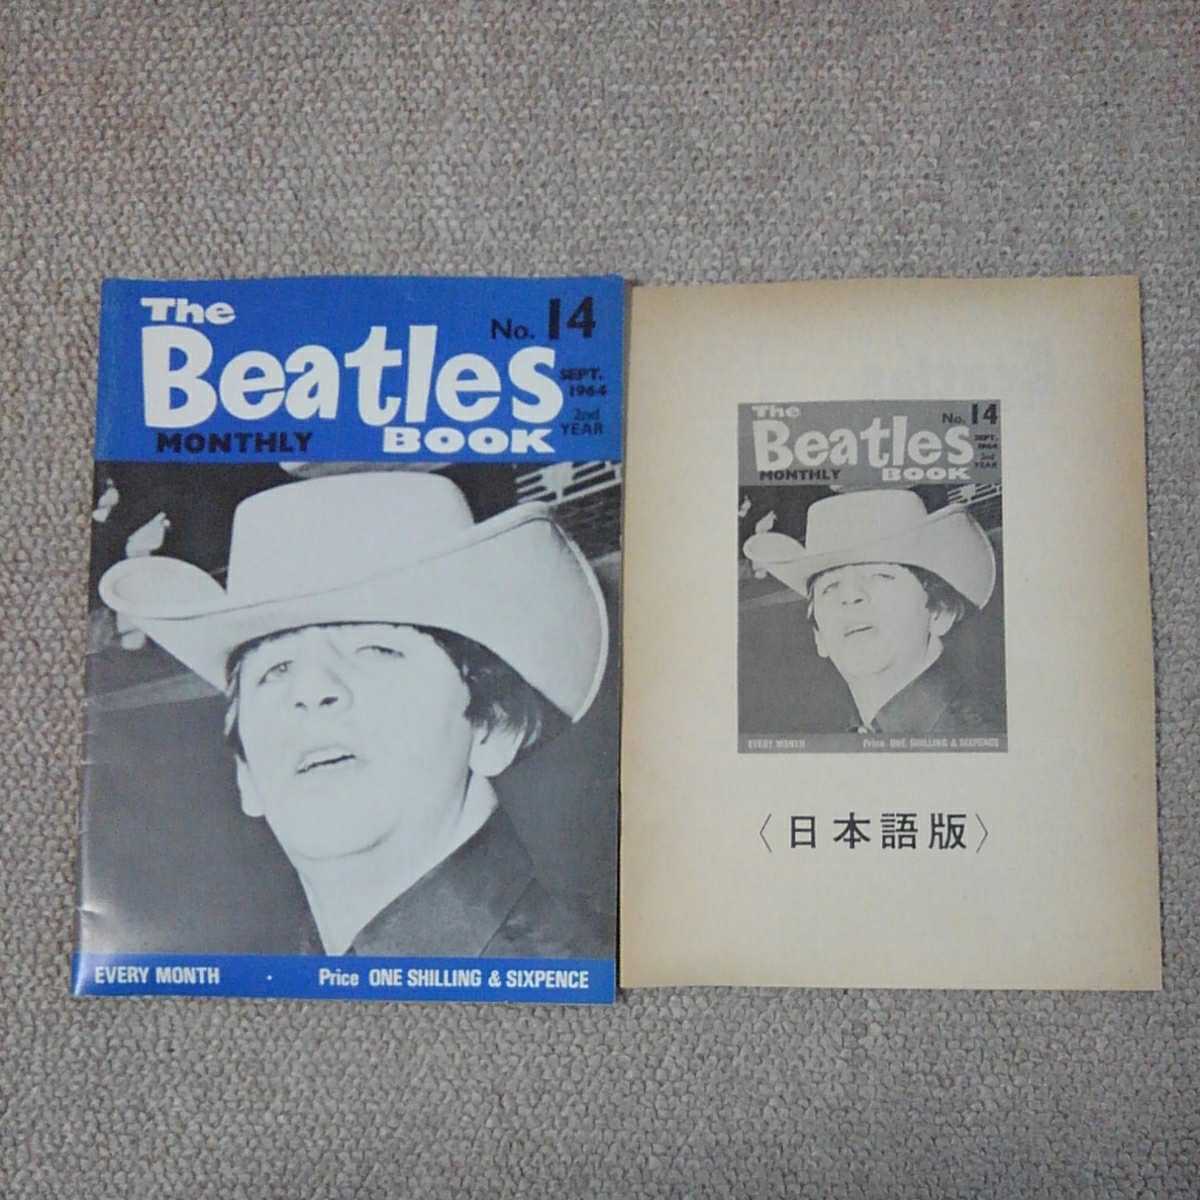 The
Beatles
MONTHLY BOOK
No. 14
SEPT.
1964
2nd
YEAR
EVERY MONTH Price ONE SHILLING & SIXPENCE
The
Beatles
MONTHLY BOOK
No. 14
SEPT.
1964
2nd
YEAR
EVERY MONTH Price ONE SHILLING & SIXPENCE
〈日本語版〉